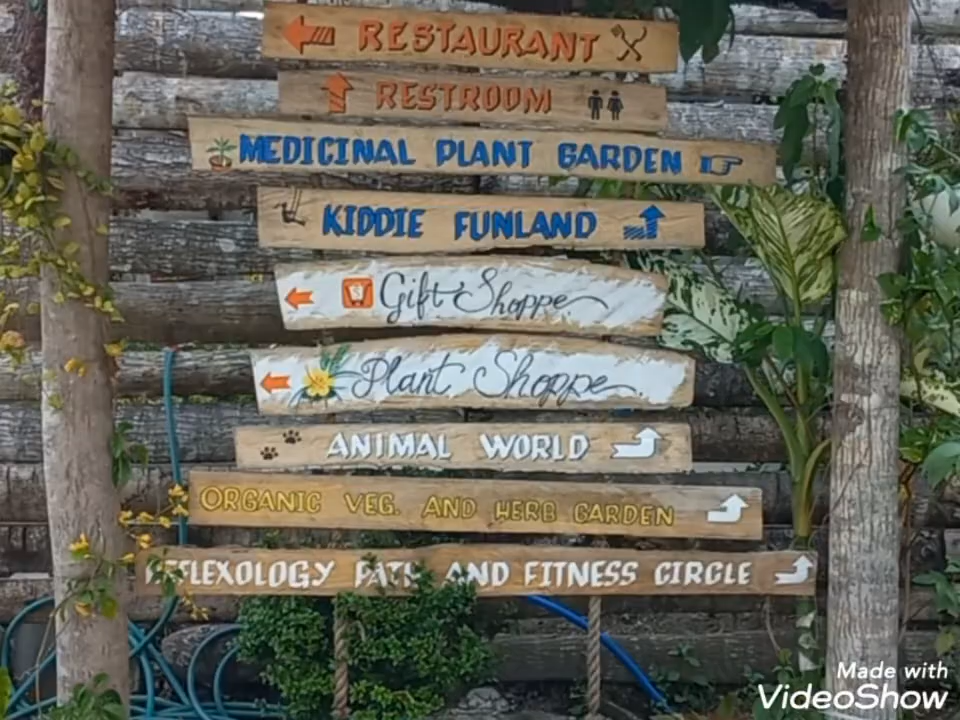 RESTAURANT
RESTROOM
MEDICINAL PLANT GARDEN
KIDDIE FUNLAND
Gift Shoppe
Plant Shoppe
ANIMAL WORLD
ORGANIC VEG. AND HERB GARDEN
REFLEXOLOGY PATH AND FITNESS CIRCLE
Made with
VideoShow